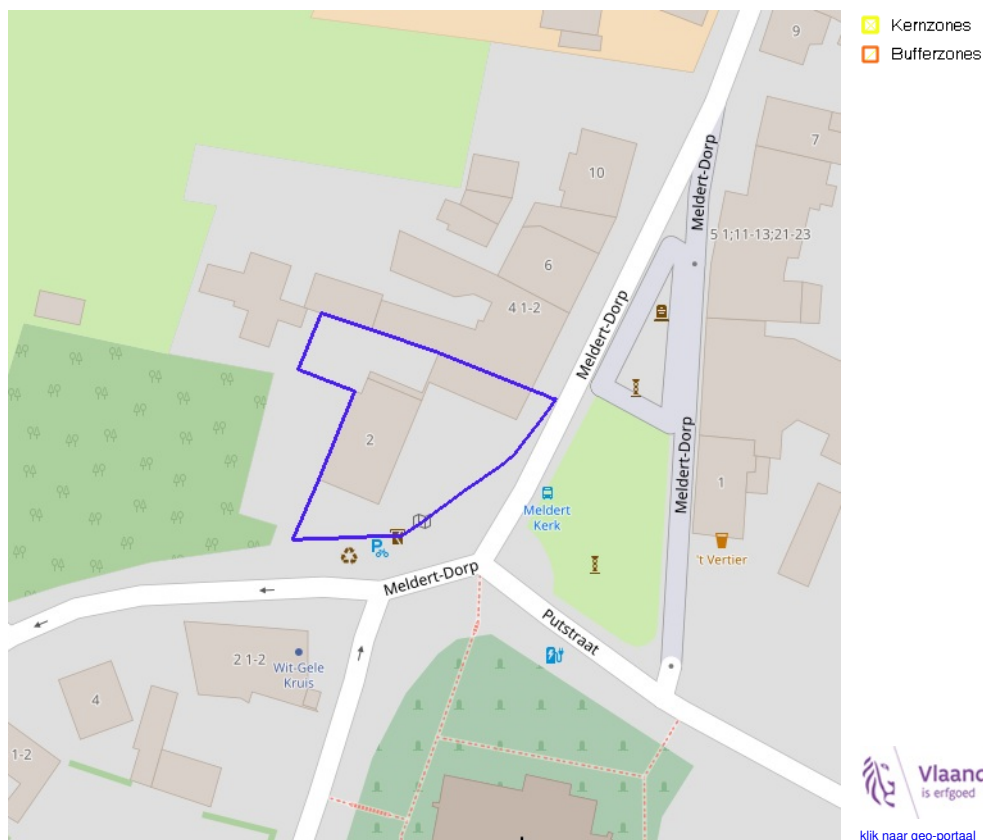 Kernzones
Bufferzones
9
7
Meldert-Dorp
10
5 1;11-13;21-23
6
4 1-2
Meldert-Dorp
2
Meldert-Dorp
1
Meldert
Kerk
't Vertier
P
Meldert-Dorp
Putstraat
2 1-2
Wit-Gele
Kruis
4
1-2
is erfgoed
klik naar geo-portaal